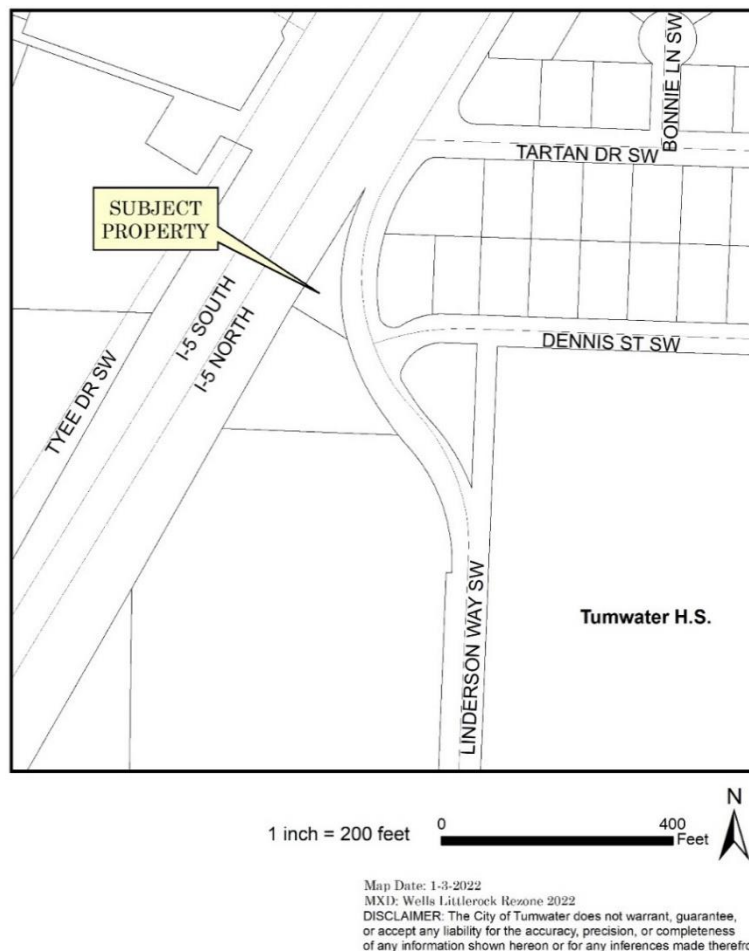 BONNIE LN SW
TARTAN DR SW
SUBJECT
PROPERTY
I-5 SOUTH
I-5 NORTH
TYEE DR SW
DENNIS ST SW
Tumwater H.S.
LINDERSON WAY SW
N
1 inch = 200 feet
0
400
Feet
Map Date: 1-3-2022
MXD: Wells Littlerock Rezone 2022
DISCLAIMER: The City of Tumwater does not warrant, guarantee,
or accept any liability for the accuracy, precision, or completeness
of any information shown hereon or for any inferences made therefro